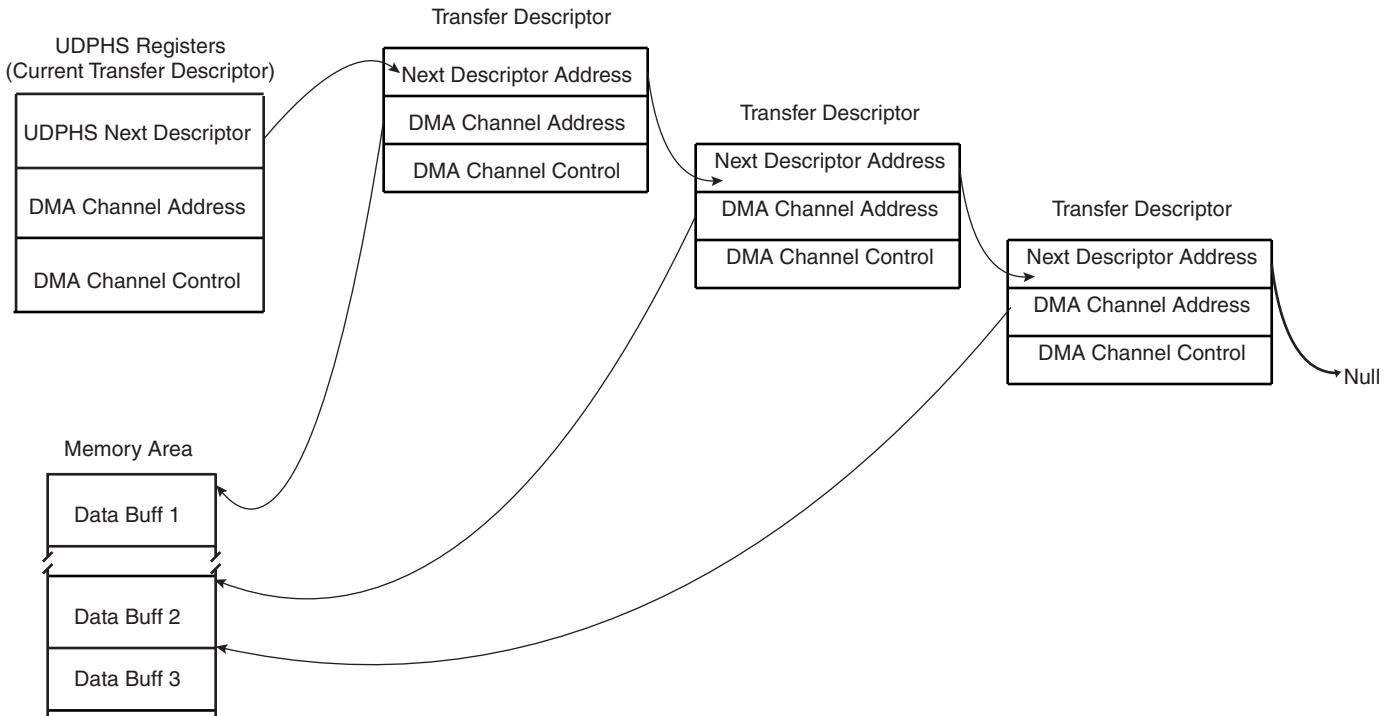 UDPHS Registers
(Current Transfer Descriptor)
UDPHS Next Descriptor
DMA Channel Address
DMA Channel Control
Transfer Descriptor
Next Descriptor Address
DMA Channel Address
DMA Channel Control
Transfer Descriptor
Next Descriptor Address
DMA Channel Address
DMA Channel Control
Transfer Descriptor
Next Descriptor Address
DMA Channel Address
DMA Channel Control
Null
Memory Area
Data Buff 1
Data Buff 2
Data Buff 3